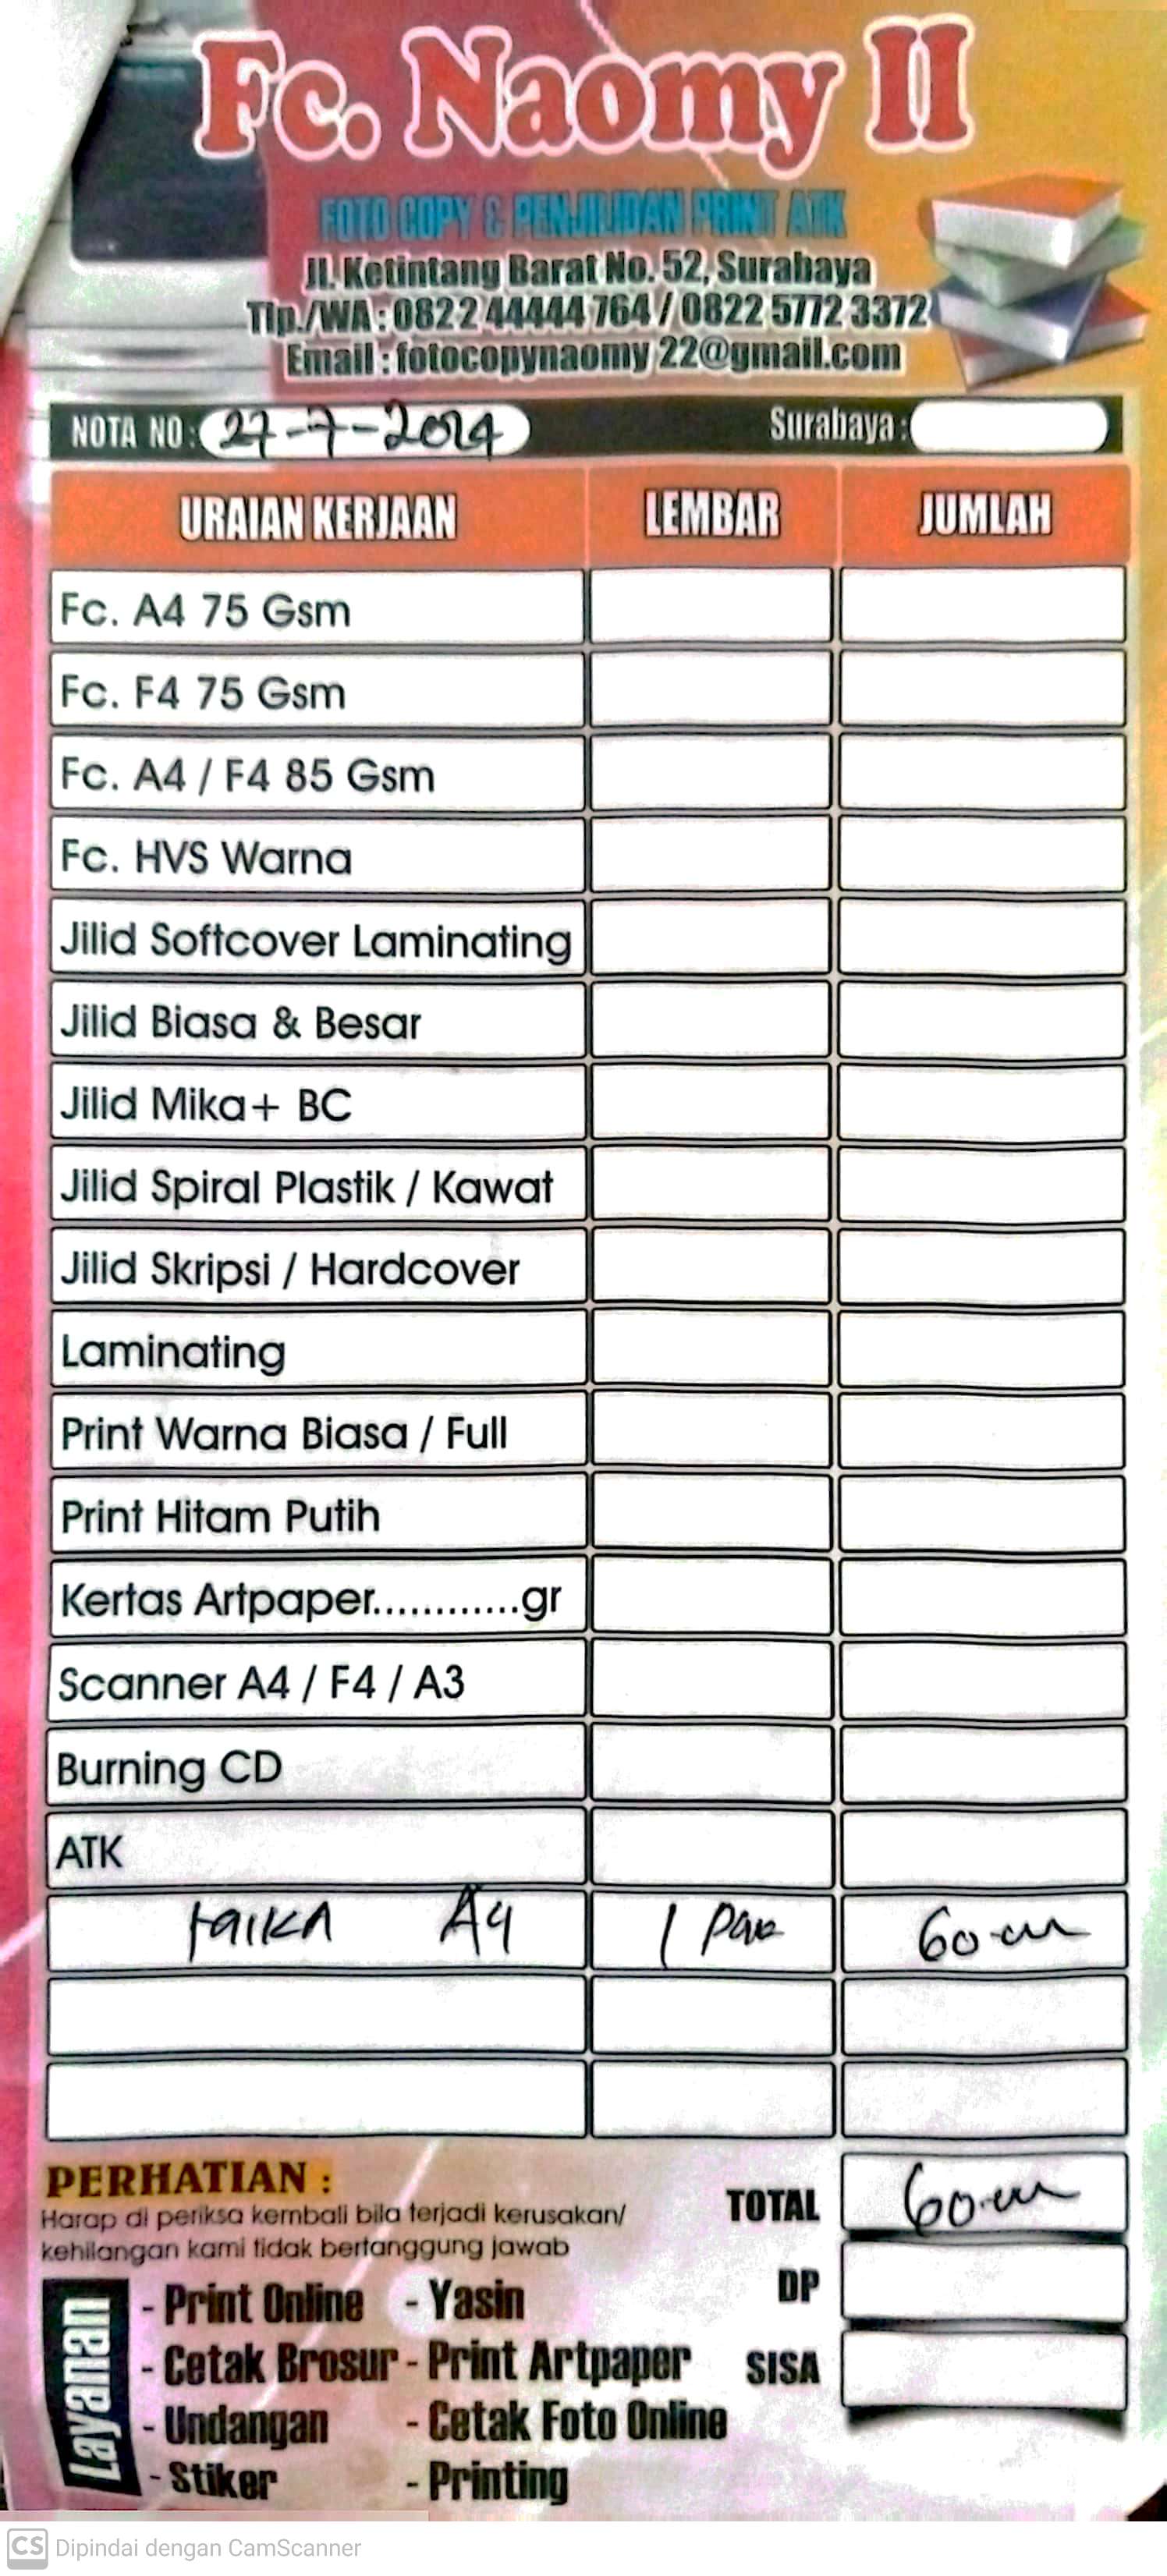 Fc. Naomy II
FOTO COPY & PENJILIDAN PRINT ATK
Jl. Ketintang Barat No. 52, Surabaya
Tlp./WA : 0822 44444 764 / 0822 5772 3372
Email : fotocopynaomy 22@gmail.com
NOTA NO : 27-7-2024 Surabaya :
URAIAN KERJAAN LEMBAR JUMLAH
Fc. A4 75 Gsm
Fc. F4 75 Gsm
Fc. A4 / F4 85 Gsm
Fc. HVS Warna
Jilid Softcover Laminating
Jilid Biasa & Besar
Jilid Mika+ BC
Jilid Spiral Plastik / Kawat
Jilid Skripsi / Hardcover
Laminating
Print Warna Biasa / Full
Print Hitam Putih
Kertas Artpaper............gr
Scanner A4 / F4 / A3
Burning CD
ATK
MIKA A4 1 Pak 60
PERHATIAN :
Harap di periksa kembali bila terjadi kerusakan/
kehilangan kami tidak bertanggung jawab
TOTAL 60
DP
SISA
Layanan
- Print Online - Yasin
- Cetak Brosur - Print Artpaper
- Undangan - Cetak Foto Online
- Stiker - Printing
CS Dipindai dengan CamScanner